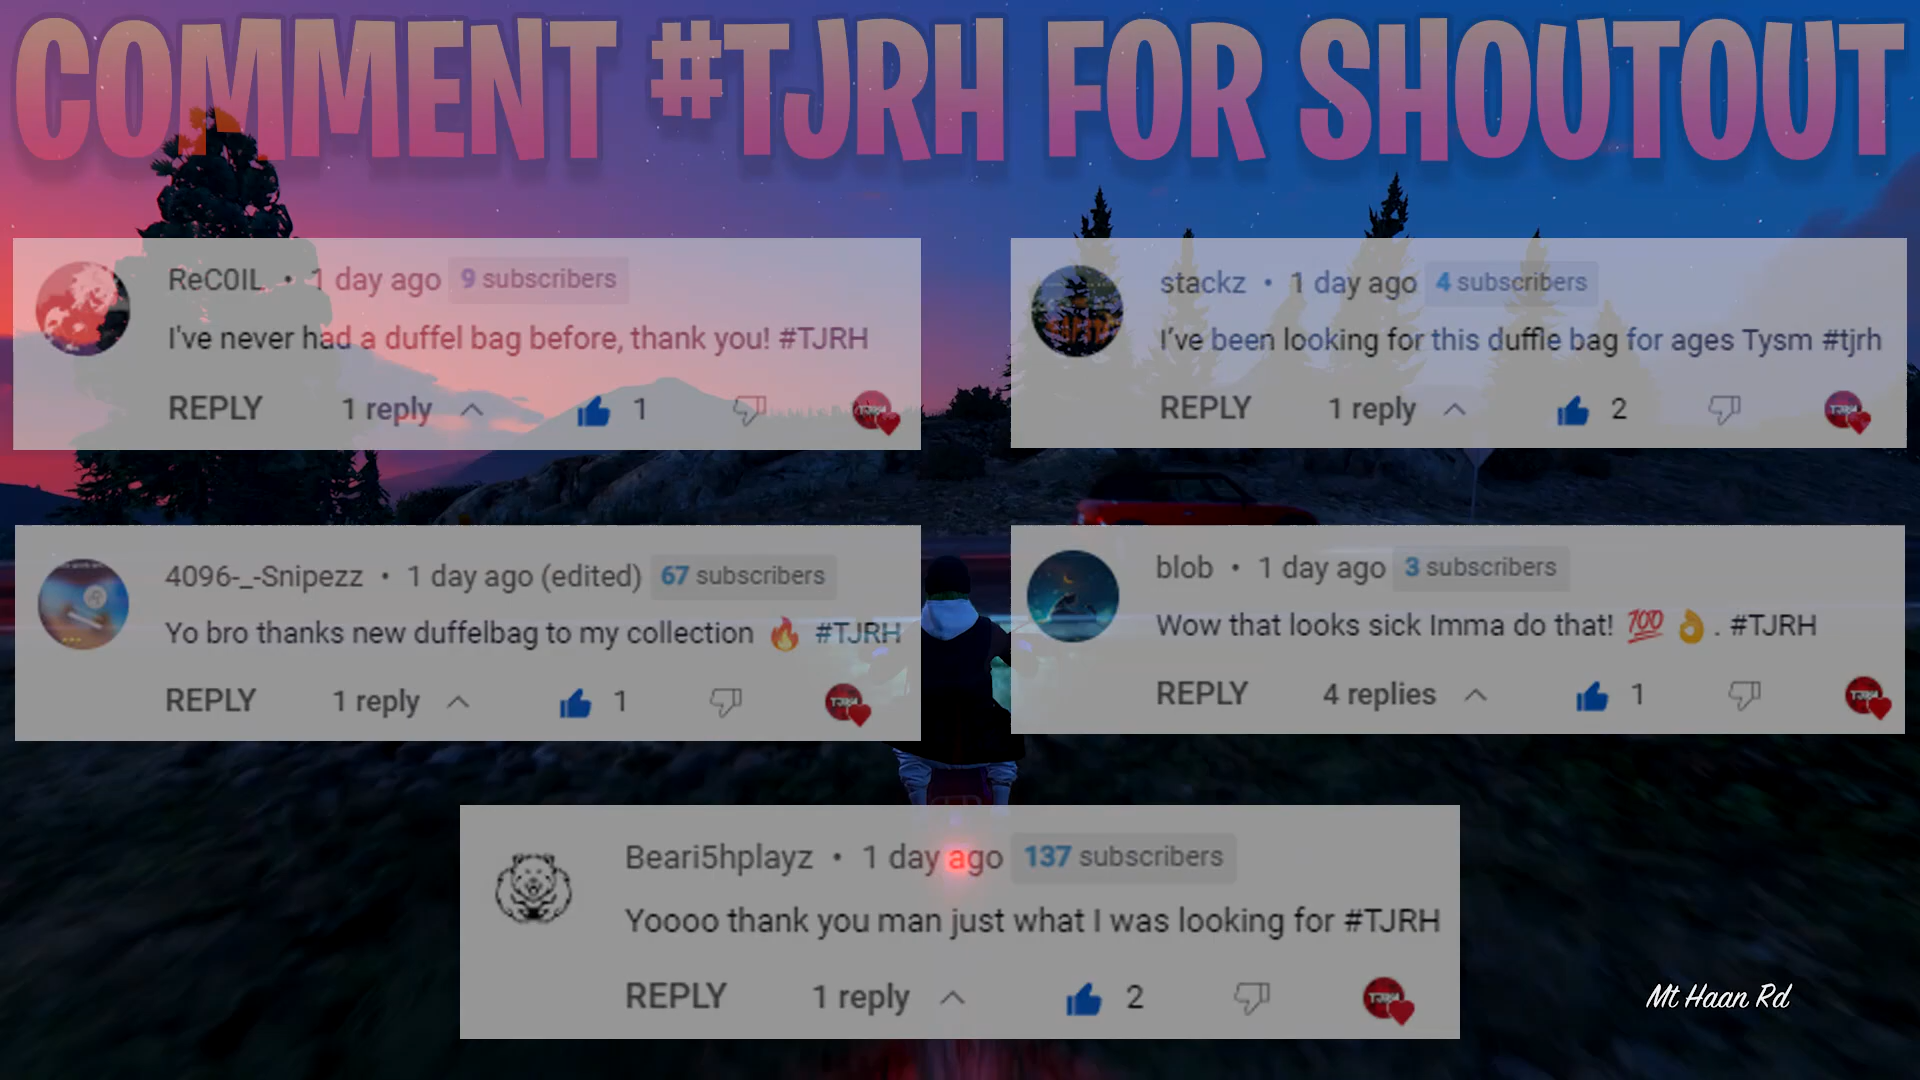 COMMENT #TJRH FOR SHOUTOUT
ReC0IL • 1 day ago 9 subscribers
I've never had a duffel bag before, thank you! #TJRH
REPLY 1 reply 1
stackz • 1 day ago 4 subscribers
I've been looking for this duffle bag for ages Tysm #tjrh
REPLY 1 reply 2
4096-_-Snipezz • 1 day ago (edited) 67 subscribers
Yo bro thanks new duffelbag to my collection 🔥 #TJRH
REPLY 1 reply 1
blob • 1 day ago 3 subscribers
Wow that looks sick Imma do that! 💯 👌 . #TJRH
REPLY 4 replies 1
Beari5hplayz • 1 day ago 137 subscribers
Yoooo thank you man just what I was looking for #TJRH
REPLY 1 reply 2
Mt Haan Rd